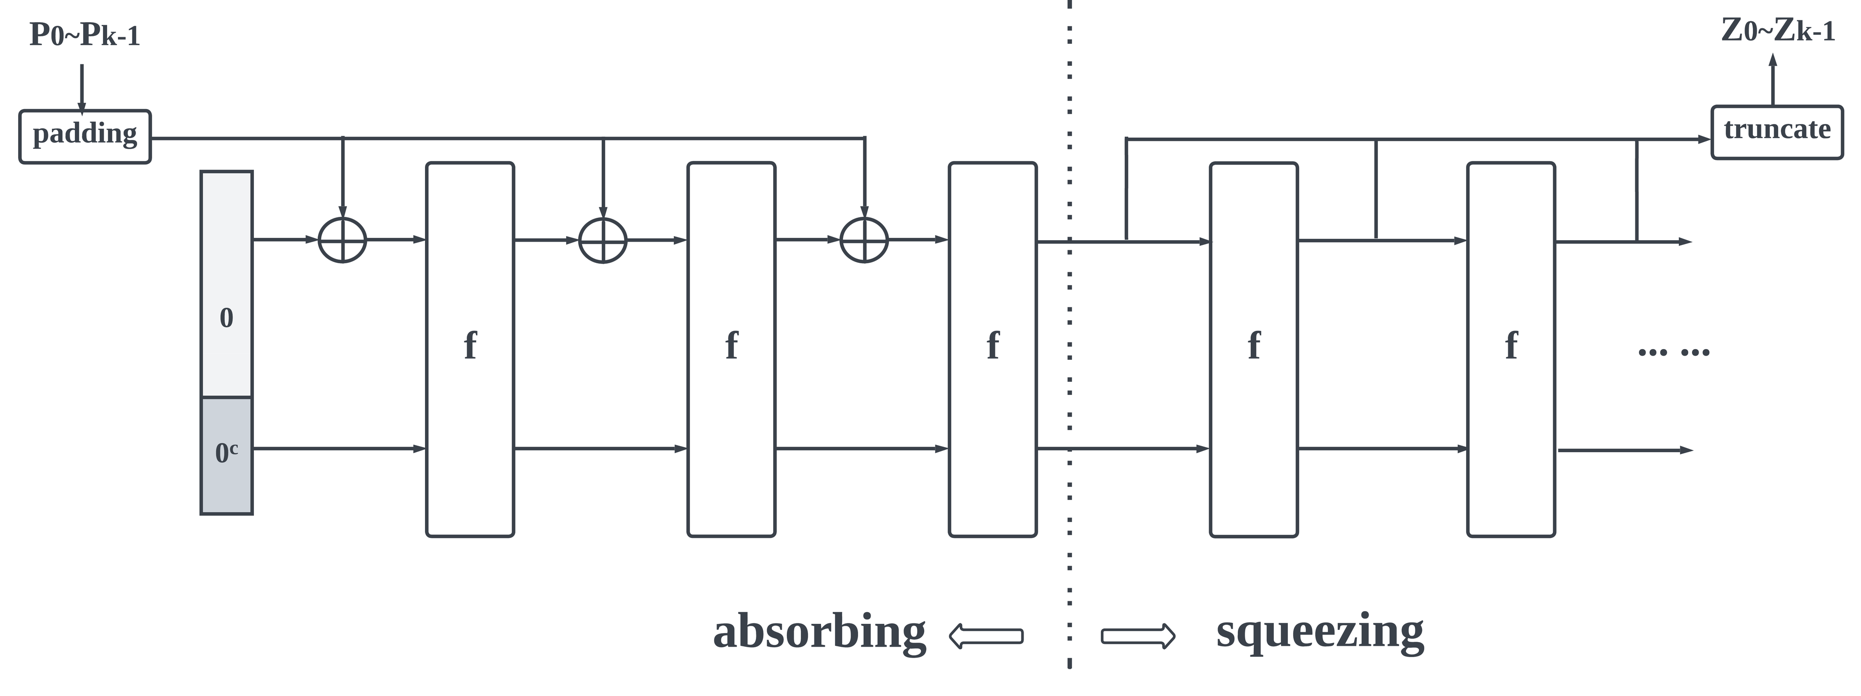 P0~Pk-1
Z0~Zk-1
padding
truncate
0
f
f
f
f
f
... ...
0c
absorbing
squeezing